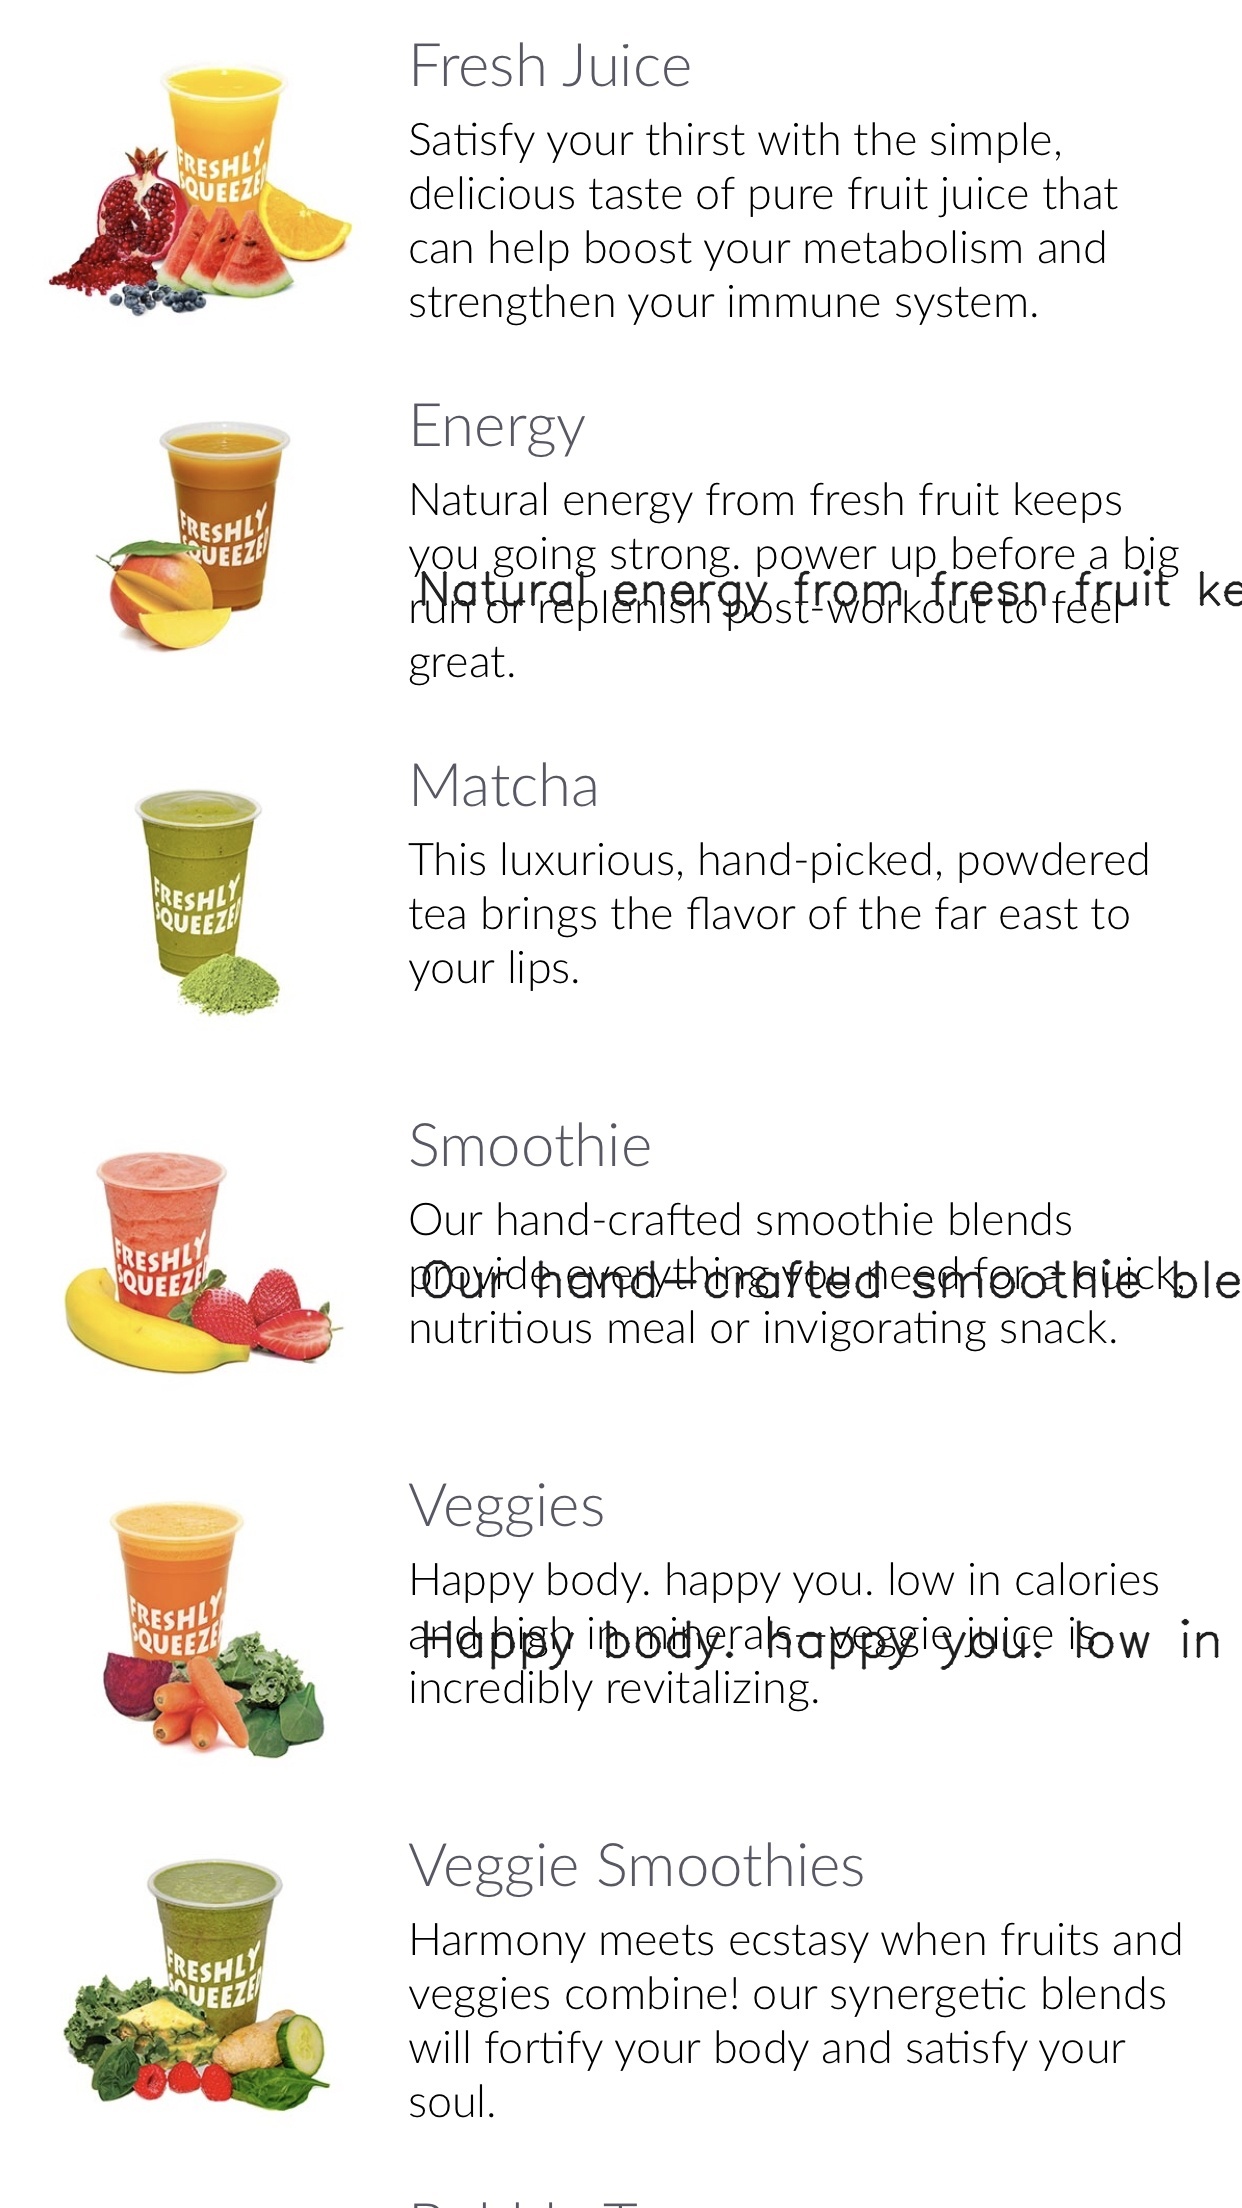 Fresh Juice
FRESHLY
SQUEEZED
Satisfy your thirst with the simple,
delicious taste of pure fruit juice that
can help boost your metabolism and
strengthen your immune system.
Energy
FRESHLY
SQUEEZED
Natural energy from fresh fruit keeps
you going strong. power up before a big
Natural energy from fresn fruit ke
run or replenish post-workout to feel
great.
Matcha
FRESHLY
SQUEEZED
This luxurious, hand-picked, powdered
tea brings the flavor of the far east to
your lips.
Smoothie
FRESHLY
SQUEEZED
Our hand-crafted smoothie blends
provide everything you need for a quick,
Our hand-crafted smoothie ble
nutritious meal or invigorating snack.
Veggies
FRESHLY
SQUEEZED
Happy body. happy you. low in calories
and high in minerals—veggie juice is
Happy body. happy you. low in
incredibly revitalizing.
Veggie Smoothies
FRESHLY
SQUEEZED
Harmony meets ecstasy when fruits and
veggies combine! our synergetic blends
will fortify your body and satisfy your
soul.